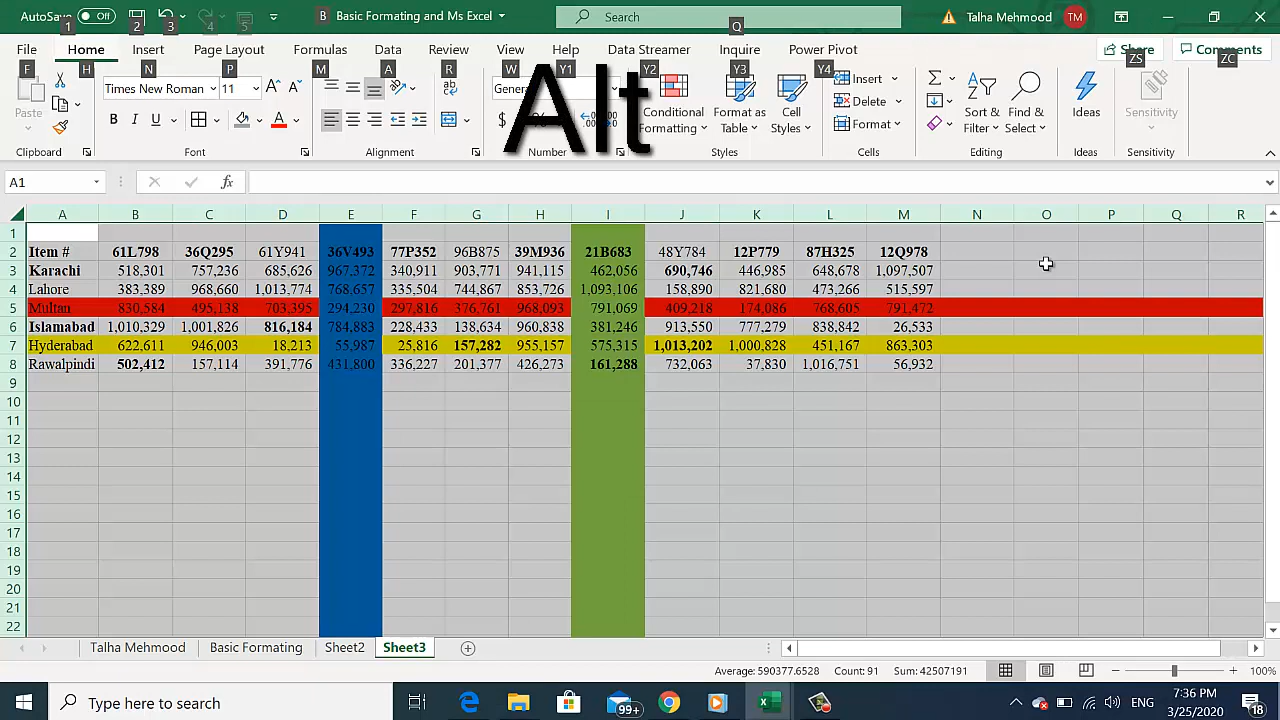 AutoSave Off Basic Formating and Ms Excel Search Talha Mehmood TM
1 2 3 4 5 Q
File Home Insert Page Layout Formulas Data Review View Help Data Streamer Inquire Power Pivot Share Comments
F H N P M A R W Y1 Y2 Y3 Y4 ZS ZC
Alt
Paste Times New Roman 11 General Conditional Formatting Format as Table Cell Styles Insert Delete Format Sort & Filter Find & Select Ideas Sensitivity
Clipboard Font Alignment Number Styles Cells Editing Ideas Sensitivity
A1 fx
A B C D E F G H I J K L M N O P Q R
1
2 Item # 61L798 36Q295 61Y941 36V493 77P352 96B875 39M936 21B683 48Y784 12P779 87H325 12Q978
3 Karachi 518,301 757,236 685,626 967,372 340,911 903,771 941,115 462,056 690,746 446,985 648,678 1,097,507
4 Lahore 383,389 968,660 1,013,774 768,657 335,504 744,867 853,726 1,093,106 158,890 821,680 473,266 515,597
5 Multan 830,584 495,138 703,395 294,230 297,816 376,761 968,093 791,069 409,218 174,086 768,605 791,472
6 Islamabad 1,010,329 1,001,826 816,184 784,883 228,433 138,634 960,838 381,246 913,550 777,279 838,842 26,533
7 Hyderabad 622,611 946,003 18,213 55,987 25,816 157,282 955,157 575,315 1,013,202 1,000,828 451,167 863,303
8 Rawalpindi 502,412 157,114 391,776 431,800 336,227 201,377 426,273 161,288 732,063 37,830 1,016,751 56,932
9
10
11
12
13
14
15
16
17
18
19
20
21
22
Talha Mehmood Basic Formating Sheet2 Sheet3
Average: 590377.6528 Count: 91 Sum: 42507191 100%
Type here to search 99+ ENG 7:36 PM
3/25/2020 18